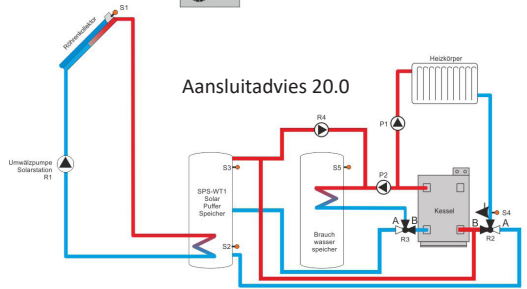 S1
Röhrenkollektor
Heizkörper
Aansluitadvies 20.0
R4
P1
Umwälzpumpe
Solarstation
R1
S3
S5
P2
SPS-WT1
Solar
Puffer
Speicher
Kessel
S4
A B
B A
R3
R2
S2
Brauch
wasser
speicher